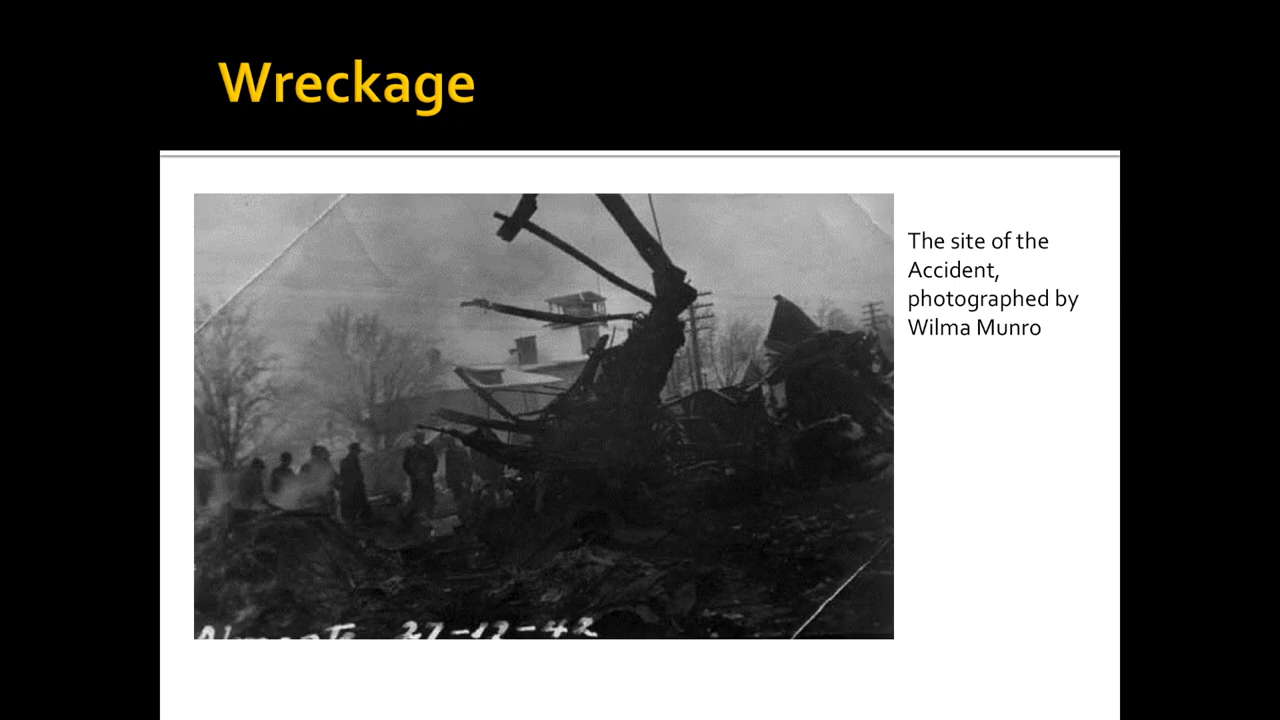 Wreckage
The site of the
Accident,
photographed by
Wilma Munro
27-12-42